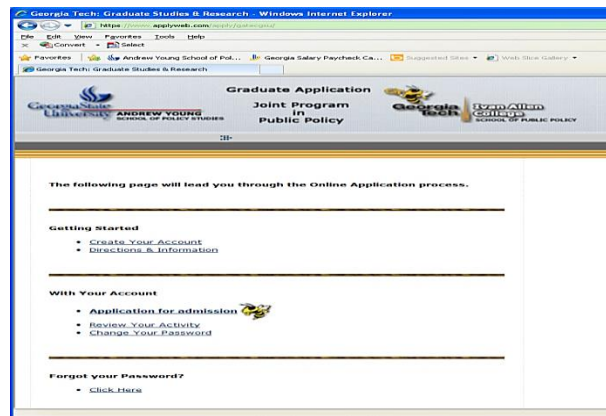 Georgia Tech: Graduate Studies & Research - Windows Internet Explorer
https://www.applyweb.com/apply/gateorgia/
File Edit View Favorites Tools Help
Convert Select
Favorites Andrew Young School of Pol... Georgia Salary Paycheck Ca... Suggested Sites Web Slice Gallery
Georgia Tech: Graduate Studies & Research
Graduate Application
Joint Program
in
Public Policy
GeorgiaState
University
ANDREW YOUNG
SCHOOL OF POLICY STUDIES
Georgia
Tech
Ivan Allen
College
SCHOOL OF PUBLIC POLICY
The following page will lead you through the Online Application process.
Getting Started
Create Your Account
Directions & Information
With Your Account
Application for admission
Review Your Activity
Change Your Password
Forgot your Password?
Click Here